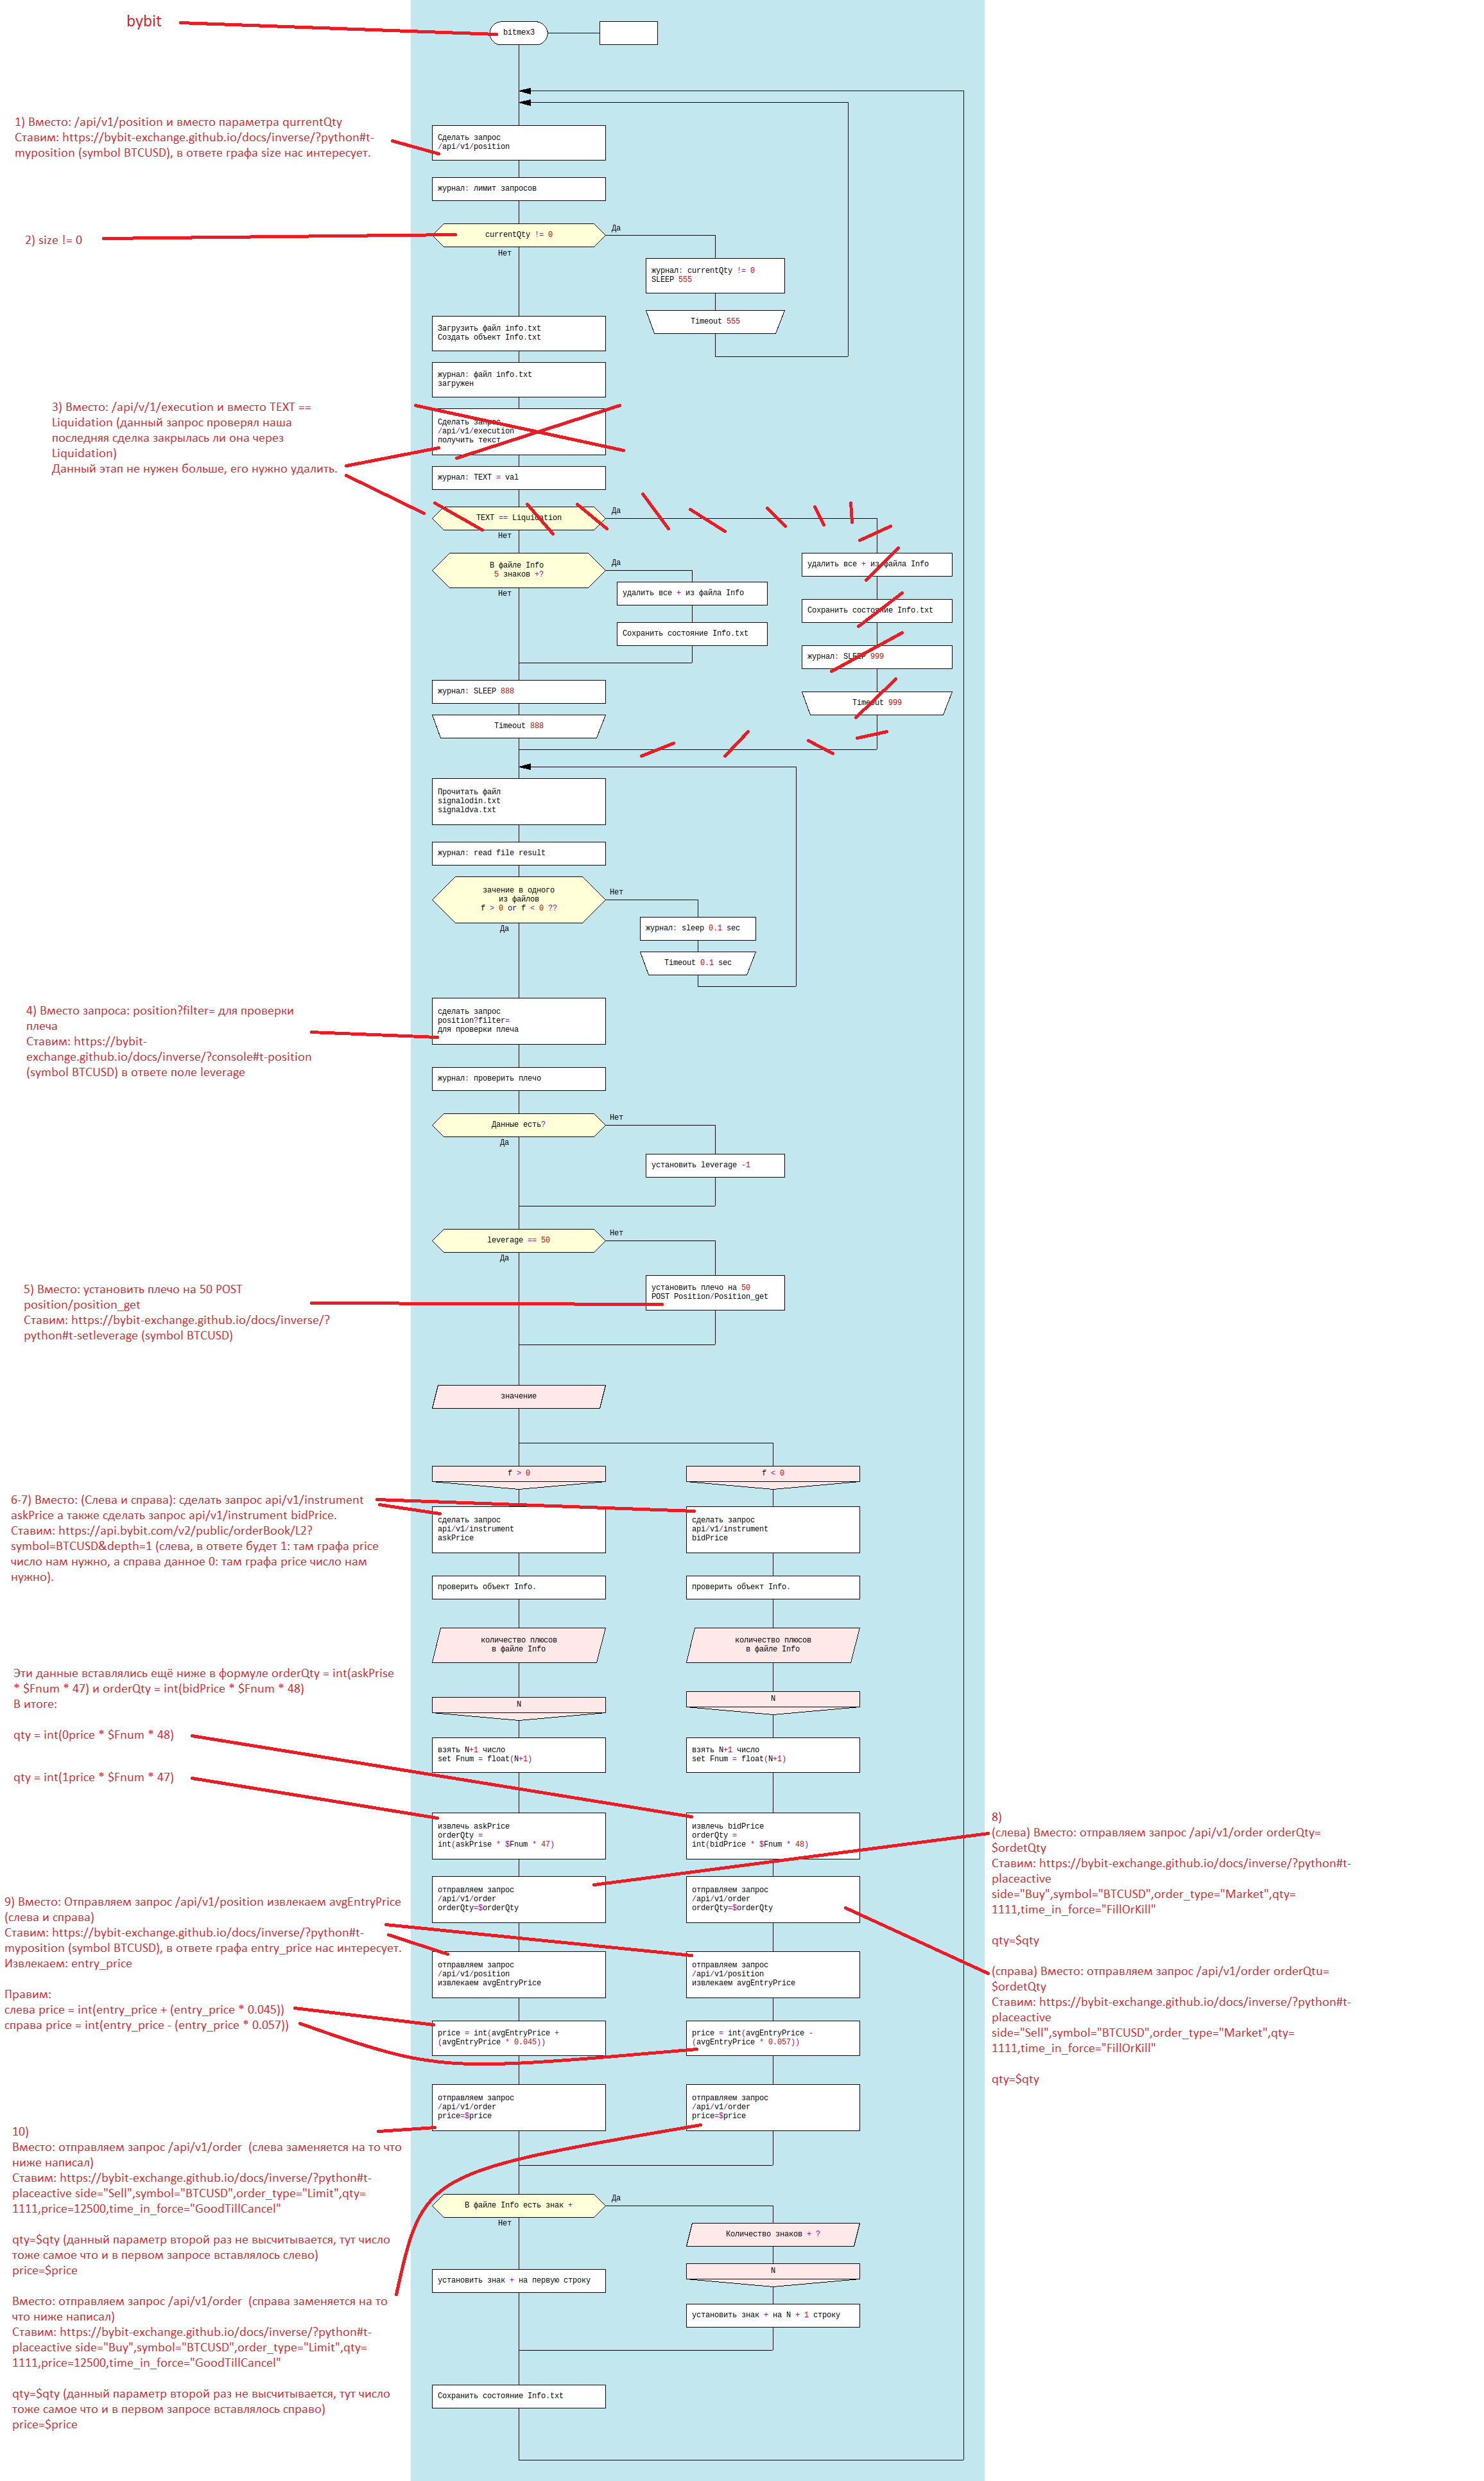 bybit
bitmex3
1) Вместо: /api/v1/position и вместо параметра qurrentQty
Ставим: https://bybit-exchange.github.io/docs/inverse/?python#t-
myposition (symbol BTCUSD), в ответе графа size нас интересует.
Сделать запрос
/api/v1/position
журнал: лимит запросов
2) size != 0
currentQty != 0
Да
Нет
журнал: currentQty != 0
SLEEP 555
Timeout 555
Загрузить файл info.txt
Создать объект Info.txt
журнал: файл info.txt
загружен
3) Вместо: /api/v/1/execution и вместо TEXT ==
Liquidation (данный запрос проверял наша
последняя сделка закрылась ли она через
Liquidation)
Данный этап не нужен больше, его нужно удалить.
Сделать запрос
/api/v1/execution
получить текст
журнал: TEXT = val
TEXT == Liquidation
Да
Нет
В файле Info
5 знаков +?
Да
Нет
удалить все + из файла Info
Сохранить состояние Info.txt
удалить все + из файла Info
Сохранить состояние Info.txt
журнал: SLEEP 999
Timeout 999
журнал: SLEEP 888
Timeout 888
Прочитать файл
signalodin.txt
signaldva.txt
журнал: read file result
зачение в одного
из файлов
f > 0 or f < 0 ??
Нет
Да
журнал: sleep 0.1 sec
Timeout 0.1 sec
4) Вместо запроса: position?filter= для проверки
плеча
Ставим: https://bybit-
exchange.github.io/docs/inverse/?console#t-position
(symbol BTCUSD) в ответе поле leverage
сделать запрос
position?filter=
для проверки плеча
журнал: проверить плечо
Данные есть?
Нет
Да
установить leverage -1
leverage == 50
Нет
Да
5) Вместо: установить плечо на 50 POST
position/position_get
Ставим: https://bybit-exchange.github.io/docs/inverse/?
python#t-setleverage (symbol BTCUSD)
установить плечо на 50
POST Position/Position_get
значение
f > 0
f < 0
6-7) Вместо: (Слева и справа): сделать запрос api/v1/instrument
askPrice а также сделать запрос api/v1/instrument bidPrice.
Ставим: https://api.bybit.com/v2/public/orderBook/L2?
symbol=BTCUSD&depth=1 (слева, в ответе будет 1: там графа price
число нам нужно, а справа данное 0: там графа price число нам
нужно).
сделать запрос
api/v1/instrument
askPrice
сделать запрос
api/v1/instrument
bidPrice
проверить объект Info.
проверить объект Info.
количество плюсов
в файле Info
количество плюсов
в файле Info
Эти данные вставлялись ещё ниже в формуле orderQty = int(askPrise
* $Fnum * 47) и orderQty = int(bidPrice * $Fnum * 48)
В итоге:
qty = int(0price * $Fnum * 48)
qty = int(1price * $Fnum * 47)
N
N
взять N+1 число
set Fnum = float(N+1)
взять N+1 число
set Fnum = float(N+1)
извлечь askPrice
orderQty =
int(askPrise * $Fnum * 47)
извлечь bidPrice
orderQty =
int(bidPrice * $Fnum * 48)
8)
(слева) Вместо: отправляем запрос /api/v1/order orderQty=
$ordetQty
Ставим: https://bybit-exchange.github.io/docs/inverse/?python#t-
placeactive
side="Buy",symbol="BTCUSD",order_type="Market",qty=
1111,time_in_force="FillOrKill"
qty=$qty
(справа) Вместо: отправляем запрос /api/v1/order orderQtu=
$ordetQty
Ставим: https://bybit-exchange.github.io/docs/inverse/?python#t-
placeactive
side="Sell",symbol="BTCUSD",order_type="Market",qty=
1111,time_in_force="FillOrKill"
qty=$qty
отправляем запрос
/api/v1/order
orderQty=$orderQty
отправляем запрос
/api/v1/order
orderQty=$orderQty
9) Вместо: Отправляем запрос /api/v1/position извлекаем avgEntryPrice
(слева и справа)
Ставим: https://bybit-exchange.github.io/docs/inverse/?python#t-
myposition (symbol BTCUSD), в ответе графа entry_price нас интересует.
Извлекаем: entry_price
Правим:
слева price = int(entry_price + (entry_price * 0.045))
справа price = int(entry_price - (entry_price * 0.057))
отправляем запрос
/api/v1/position
извлекаем avgEntryPrice
отправляем запрос
/api/v1/position
извлекаем avgEntryPrice
price = int(avgEntryPrice +
(avgEntryPrice * 0.045))
price = int(avgEntryPrice -
(avgEntryPrice * 0.057))
отправляем запрос
/api/v1/order
price=$price
отправляем запрос
/api/v1/order
price=$price
10)
Вместо: отправляем запрос /api/v1/order (слева заменяется на то что
ниже написал)
Ставим: https://bybit-exchange.github.io/docs/inverse/?python#t-
placeactive side="Sell",symbol="BTCUSD",order_type="Limit",qty=
1111,price=12500,time_in_force="GoodTillCancel"
qty=$qty (данный параметр второй раз не высчитывается, тут число
тоже самое что и в первом запросе вставлялось слево)
price=$price
Вместо: отправляем запрос /api/v1/order (справа заменяется на то
что ниже написал)
Ставим: https://bybit-exchange.github.io/docs/inverse/?python#t-
placeactive side="Buy",symbol="BTCUSD",order_type="Limit",qty=
1111,price=12500,time_in_force="GoodTillCancel"
qty=$qty (данный параметр второй раз не высчитывается, тут число
тоже самое что и в первом запросе вставлялось справо)
price=$price
В файле Info есть знак +
Да
Нет
Количество знаков + ?
N
установить знак + на первую строку
установить знак + на N + 1 строку
Сохранить состояние Info.txt